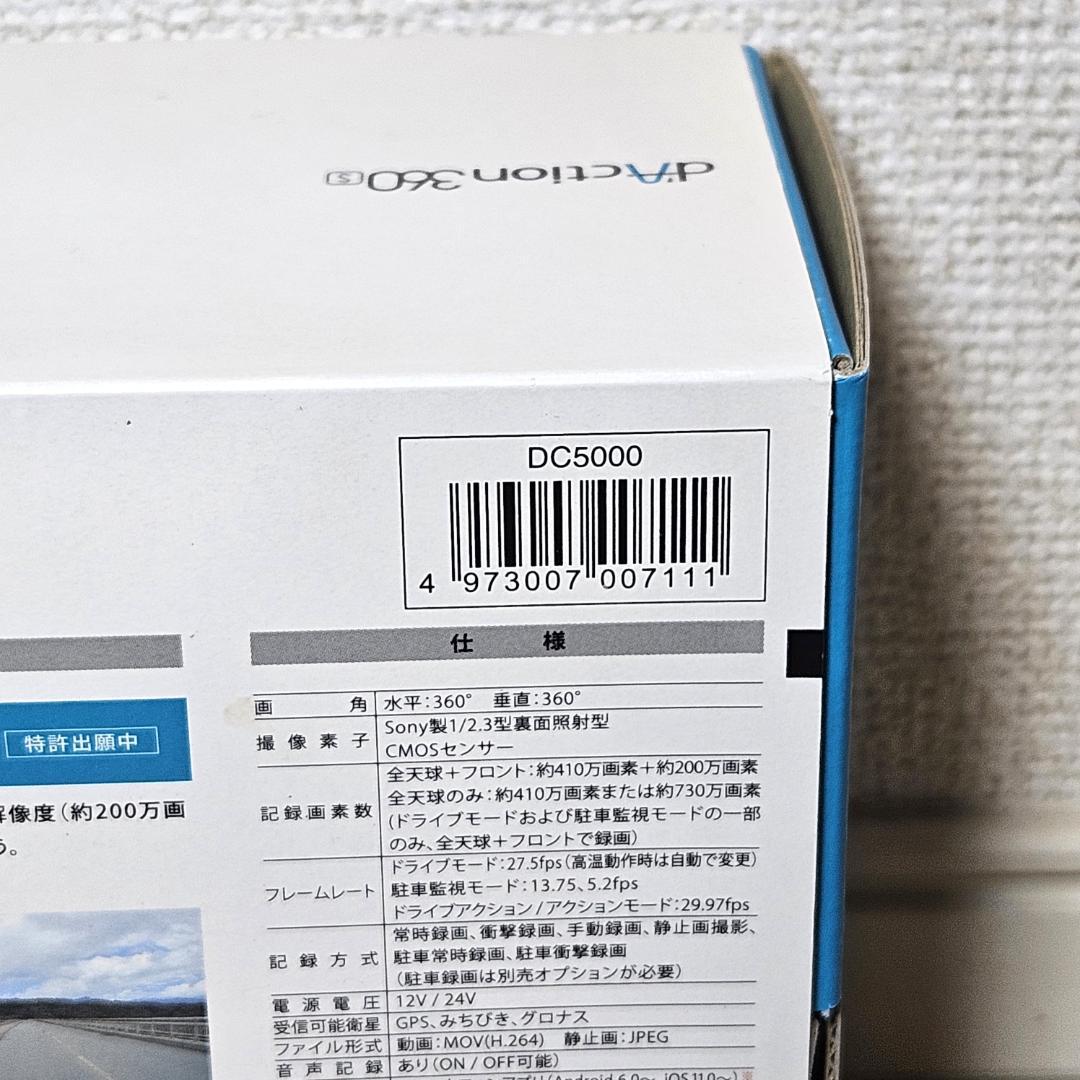 d'Action 360 S
DC5000
4 973007 007111
仕様
特許出願中
像度（約200万画
う。
画角 水平：360° 垂直：360°
撮像素子 Sony製1/2.3型裏面照射型
CMOSセンサー
記録画素数 全天球＋フロント：約410万画素＋約200万画素
全天球のみ：約410万画素または約730万画素
（ドライブモードおよび駐車監視モードの一部
のみ、全天球＋フロントで録画）
フレームレート ドライブモード：27.5fps（高温動作時は自動で変更）
駐車監視モード：13.75、5.2fps
ドライブアクション / アクションモード：29.97fps
記録方式 常時録画、衝撃録画、手動録画、静止画撮影、
駐車常時録画、駐車衝撃録画
（駐車録画は別売オプションが必要）
電源電圧 12V / 24V
受信可能衛星 GPS、みちびき、グロナス
ファイル形式 動画：MOV(H.264) 静止画：JPEG
音声記録 あり（ON / OFF可能）
アプリ（Android 6.0〜、iOS11.0〜）※